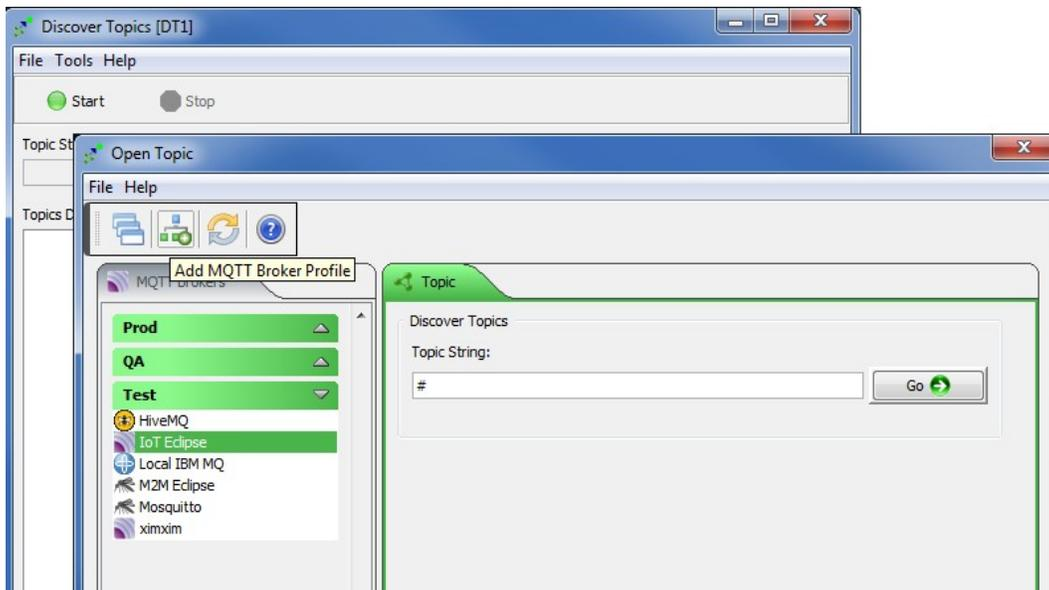 Discover Topics [DT1]
File Tools Help
Start Stop
Topic St
Open Topic
File Help
Topics D
?
Add MQTT Broker Profile
MQTT Brokers
Topic
Prod
Discover Topics
QA
Topic String:
Test
# Go
HiveMQ
IoT Eclipse
Local IBM MQ
M2M Eclipse
Mosquitto
ximxim